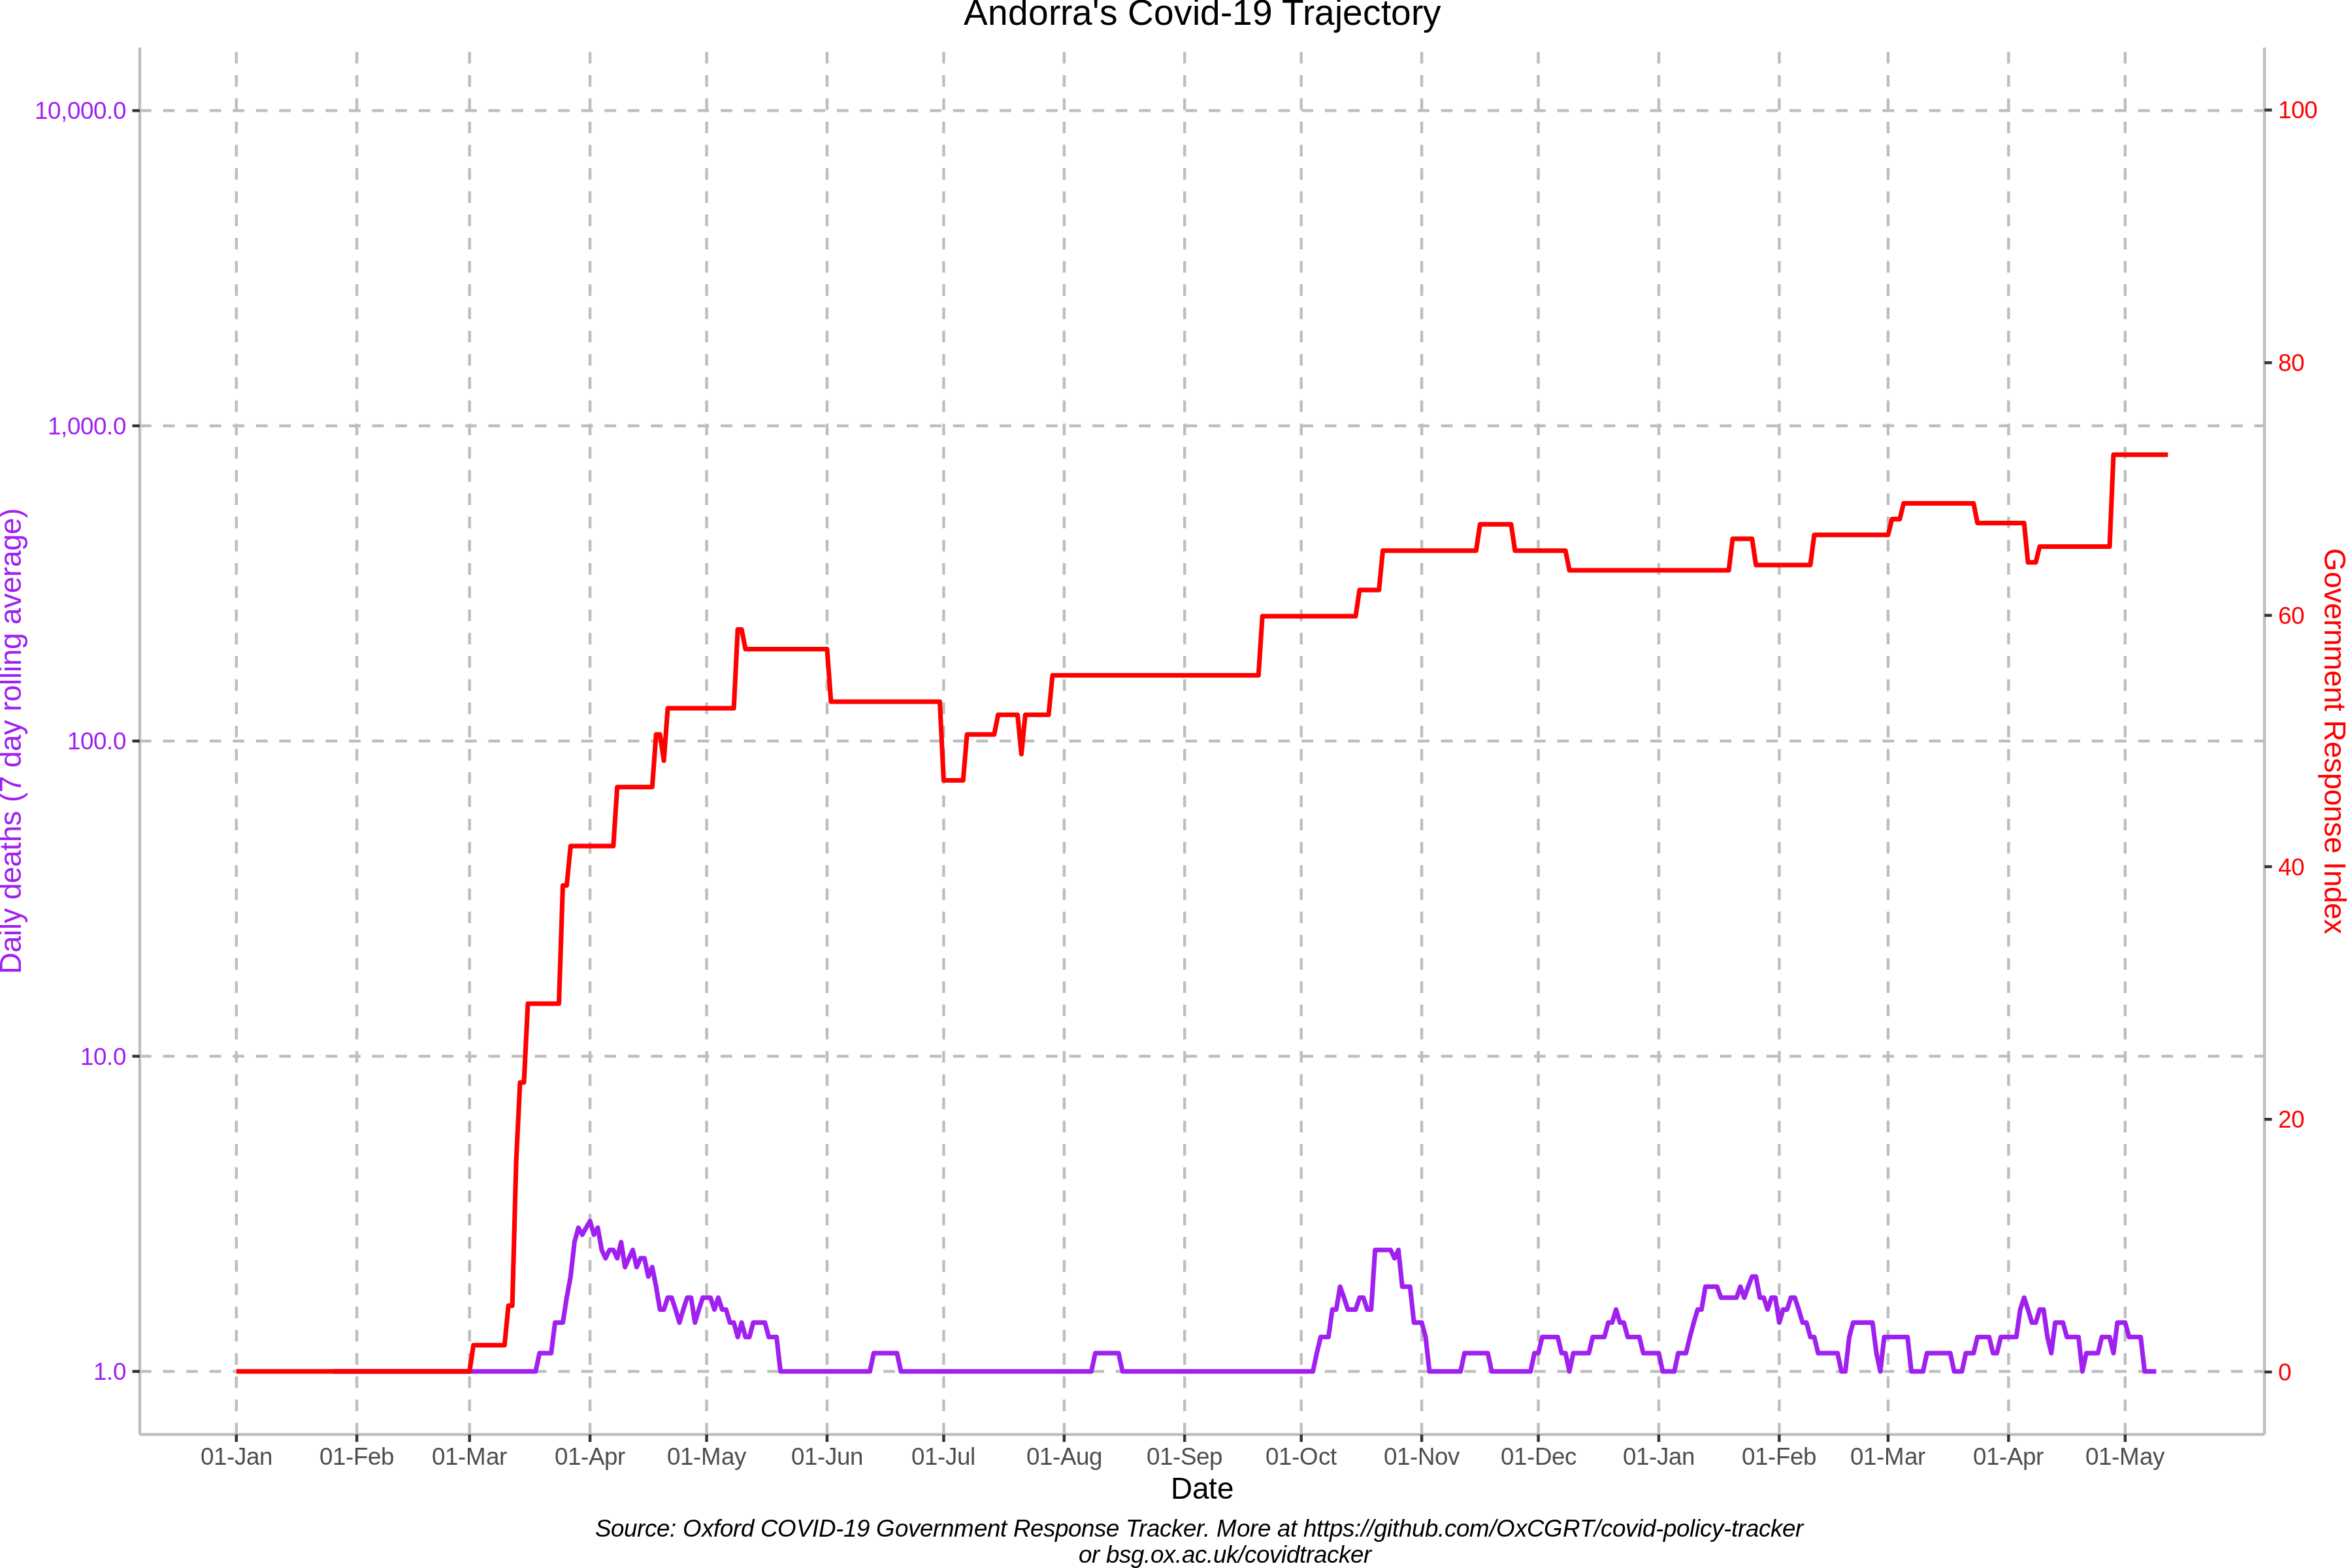 Andorra's Covid-19 Trajectory
10,000.0
1,000.0
100.0
10.0
1.0
Daily deaths (7 day rolling average)
100
80
60
40
20
0
Government Response Index
01-Jan 01-Feb 01-Mar 01-Apr 01-May 01-Jun 01-Jul 01-Aug 01-Sep 01-Oct 01-Nov 01-Dec 01-Jan 01-Feb 01-Mar 01-Apr 01-May
Date
Source: Oxford COVID-19 Government Response Tracker. More at https://github.com/OxCGRT/covid-policy-tracker
or bsg.ox.ac.uk/covidtracker